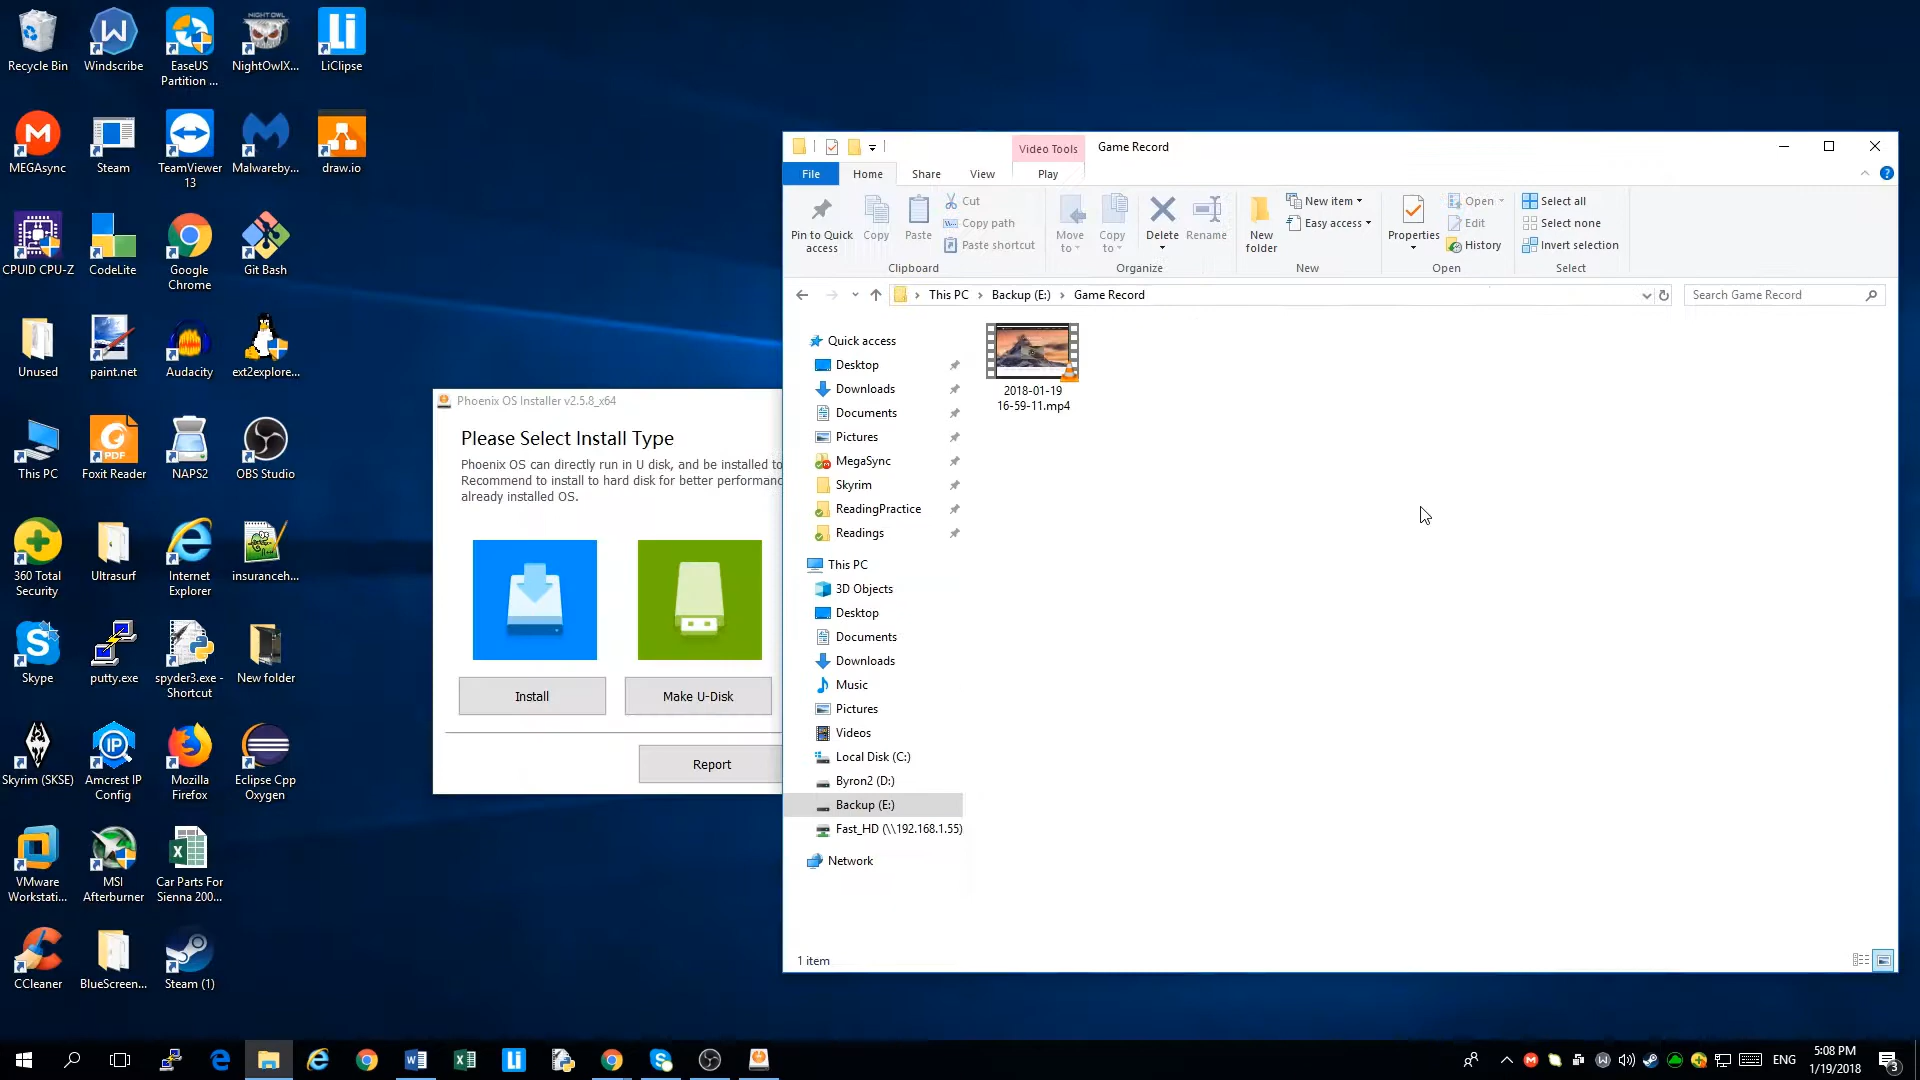 Recycle Bin
Windscribe
EaseUS
Partition ...
NIGHT OWL
NightOwlX...
Li
LiClipse
MEGAsync
Steam
TeamViewer
13
Malwareby...
draw.io
CPUID CPU-Z
CodeLite
Google
Chrome
Git Bash
Unused
paint.net
Audacity
ext2explore...
This PC
PDF
Foxit Reader
NAPS2
OBS Studio
360 Total
Security
Ultrasurf
Internet
Explorer
insuranceh...
Skype
putty.exe
spyder3.exe -
Shortcut
New folder
Skyrim (SKSE)
IP
Amcrest IP
Config
Mozilla
Firefox
Eclipse Cpp
Oxygen
VMware
Workstati...
MSI
Afterburner
Car Parts For
Sienna 200...
CCleaner
BlueScreen...
Steam (1)
Phoenix OS Installer v2.5.8_x64
Please Select Install Type
Phoenix OS can directly run in U disk, and be installed to
Recommend to install to hard disk for better performanc
already installed OS.
Install
Make U-Disk
Report
Video Tools
Game Record
File
Home
Share
View
Play
Pin to Quick
access
Copy
Paste
Cut
Copy path
Paste shortcut
Clipboard
Move
to
Copy
to
Delete
Rename
Organize
New
folder
New item
Easy access
New
Properties
Open
Edit
History
Open
Select all
Select none
Invert selection
Select
This PC
Backup (E:)
Game Record
Search Game Record
Quick access
Desktop
Downloads
Documents
Pictures
MegaSync
Skyrim
ReadingPractice
Readings
This PC
3D Objects
Desktop
Documents
Downloads
Music
Pictures
Videos
Local Disk (C:)
Byron2 (D:)
Backup (E:)
Fast_HD (\\192.168.1.55)
Network
2018-01-19
16-59-11.mp4
1 item
ENG
5:08 PM
1/19/2018
3